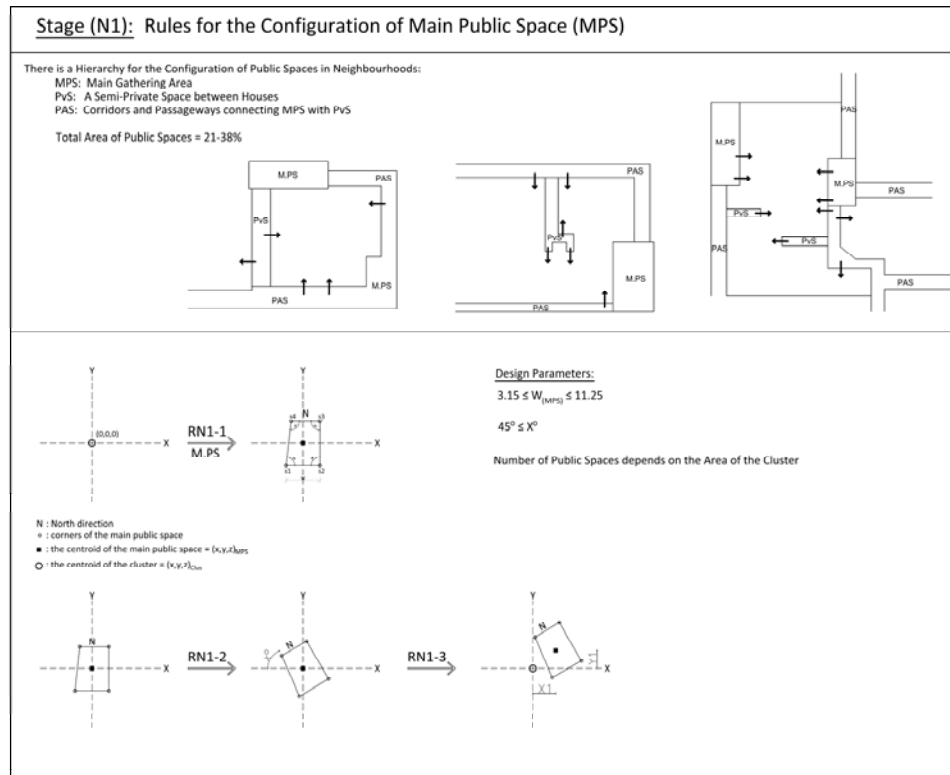 Stage (N1): Rules for the Configuration of Main Public Space (MPS)
There is a Hierarchy for the Configuration of Public Spaces in Neighbourhoods:
MPS: Main Gathering Area
PvS: A Semi-Private Space between Houses
PAS: Corridors and Passageways connecting MPS with PvS
Total Area of Public Spaces = 21-38%
M.PS
PAS
PvS
M.PS
PAS
PAS
PvS
M.PS
PAS
PAS
M.PS
M.PS
PAS
PvS
PvS
PAS
PAS
Design Parameters:
3.15 ≤ W(MPS) ≤ 11.25
45° ≤ X°
Number of Public Spaces depends on the Area of the Cluster
Y
(0,0,0)
X
RN1-1
M.PS
Y
s4 N s3
X
s1 s2
N : North direction
: corners of the main public space
: the centroid of the main public space = (x,y,z)MPS
: the centroid of the cluster = (x,y,z)Clus
Y
N
X
RN1-2
Y
N
X
RN1-3
Y
N
X
Y1
X1